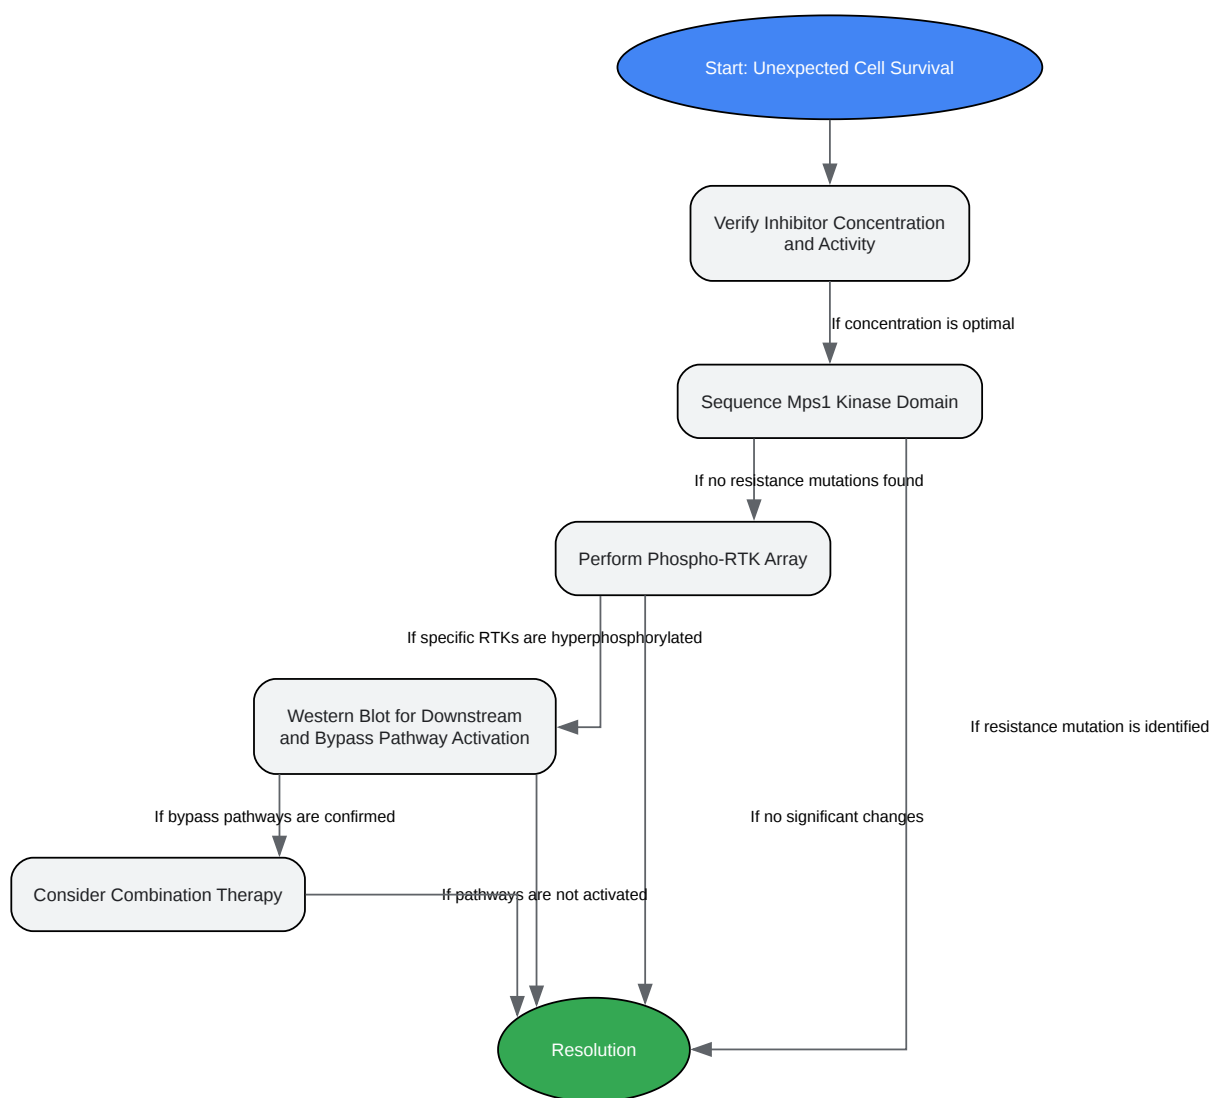 Start: Unexpected Cell Survival
Verify Inhibitor Concentration
and Activity
If concentration is optimal
Sequence Mps1 Kinase Domain
If no resistance mutations found
Perform Phospho-RTK Array
If specific RTKs are hyperphosphorylated
Western Blot for Downstream
and Bypass Pathway Activation
If resistance mutation is identified
If bypass pathways are confirmed
If no significant changes
Consider Combination Therapy
If pathways are not activated
Resolution